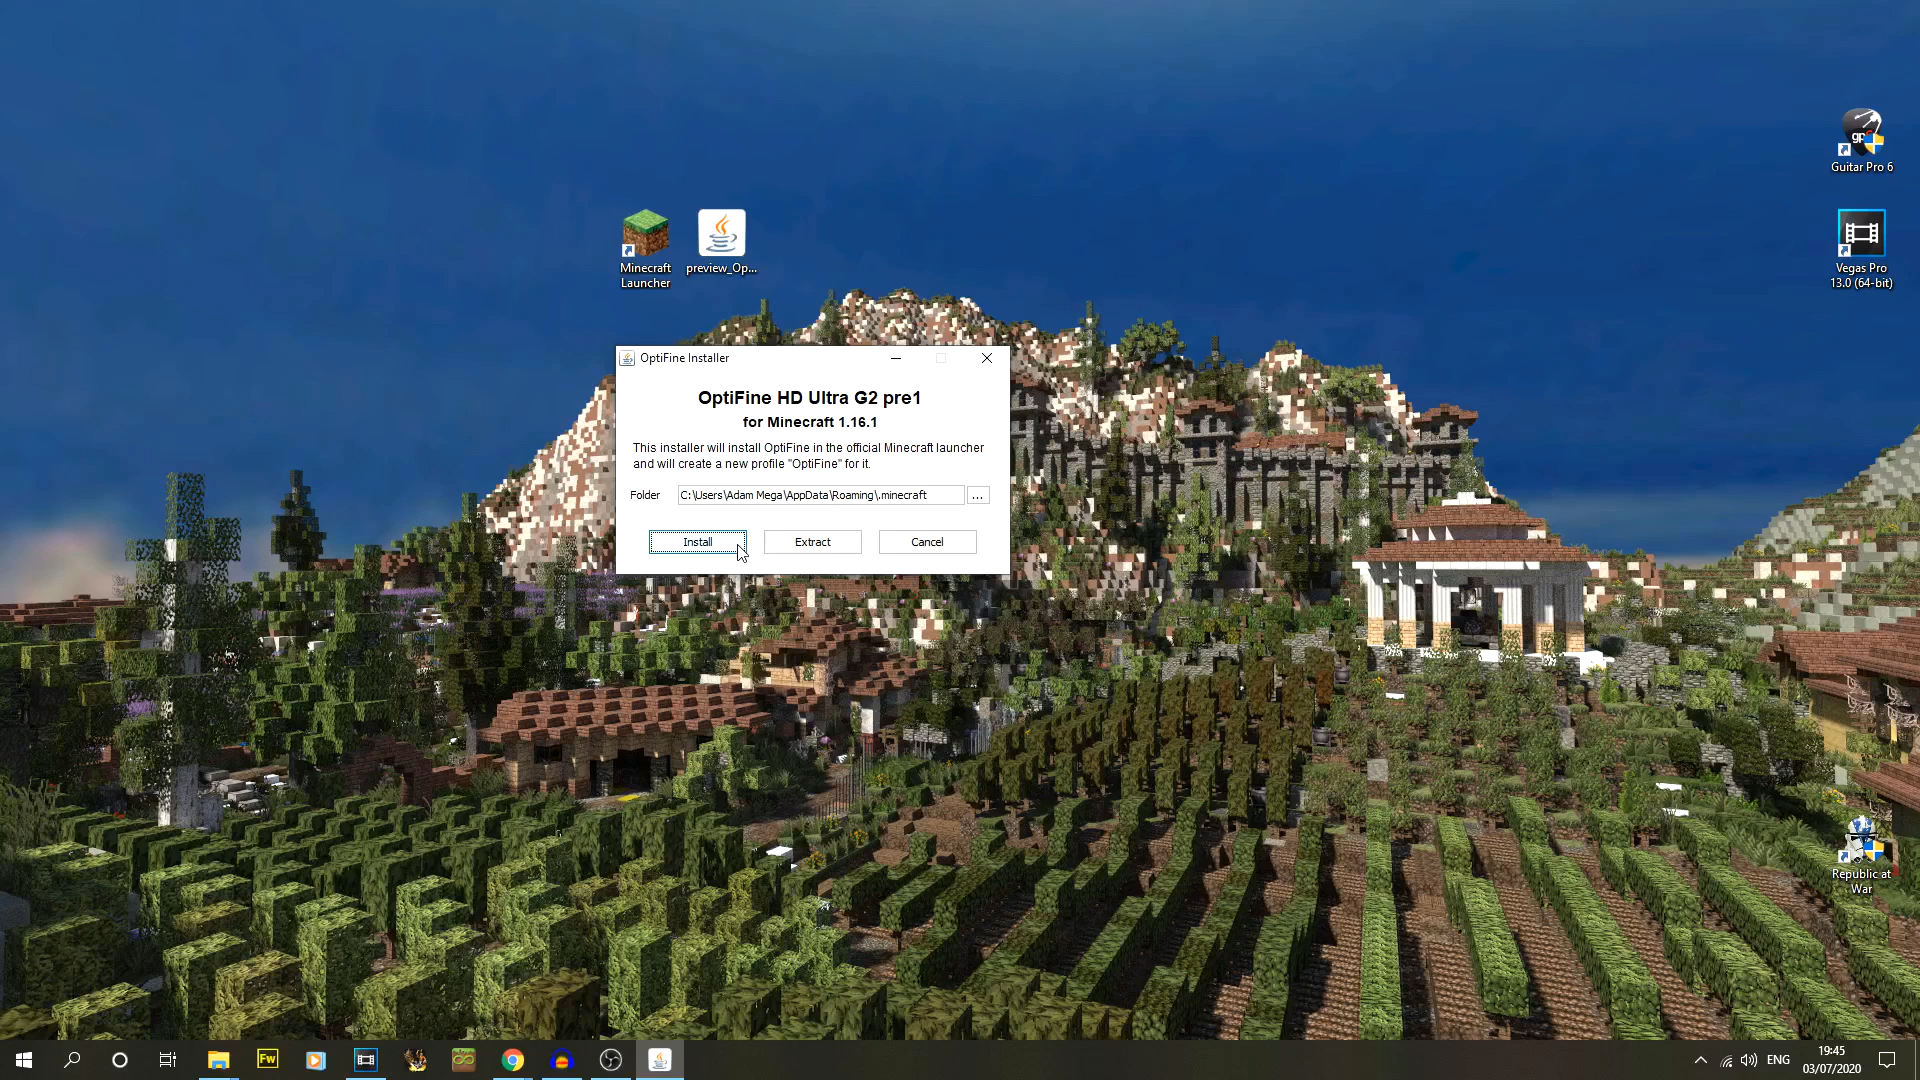 Guitar Pro 6
Vegas Pro
13.0 (64-bit)
Minecraft
Launcher
preview_Op...
OptiFine Installer
OptiFine HD Ultra G2 pre1
for Minecraft 1.16.1
This installer will install OptiFine in the official Minecraft launcher
and will create a new profile "OptiFine" for it.
Folder C:\Users\Adam Mega\AppData\Roaming\.minecraft ...
Install Extract Cancel
Republic at
War
Fw
ENG
19:45
03/07/2020